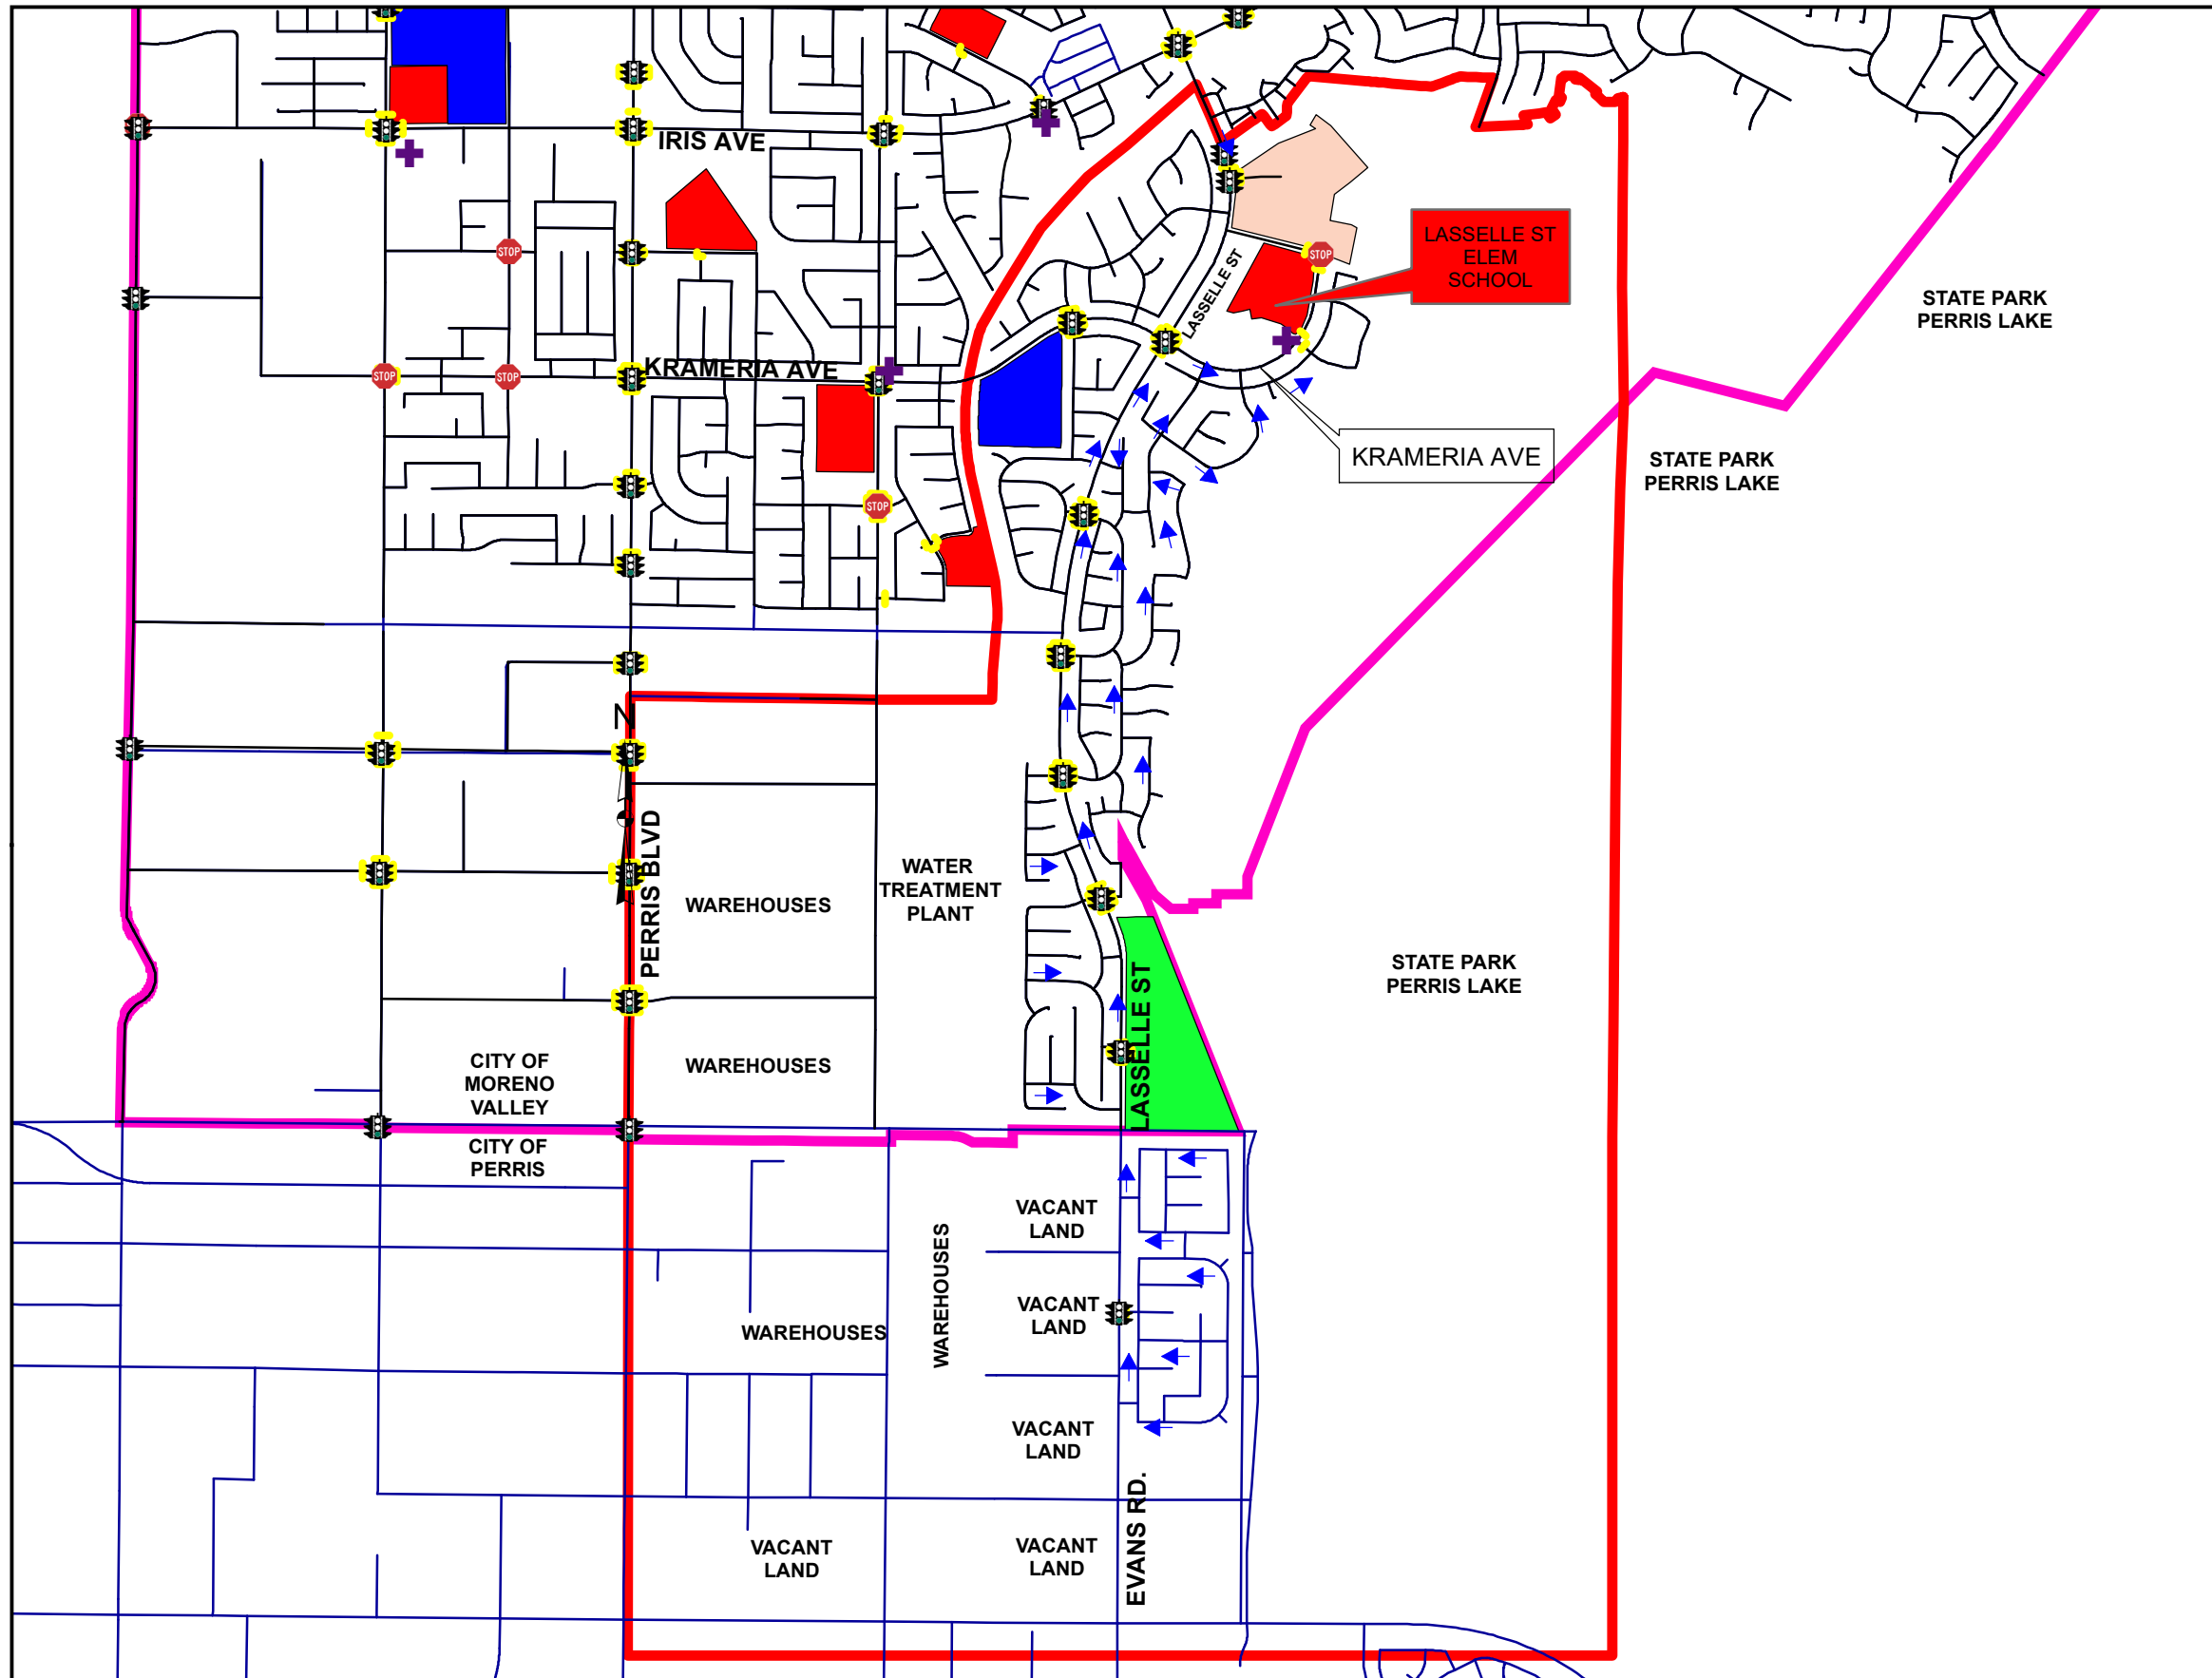 IRIS AVE
STOP
STOP
LASSELLE ST
ELEM
SCHOOL
LASSELLE ST
STATE PARK
PERRIS LAKE
KRAMERIA AVE
STOP
STOP
KRAMERIA AVE
STATE PARK
PERRIS LAKE
STOP
N
PERRIS BLVD
WATER
TREATMENT
PLANT
WAREHOUSES
STATE PARK
PERRIS LAKE
LASSELLE ST
WAREHOUSES
CITY OF
MORENO
VALLEY
CITY OF
PERRIS
VACANT
LAND
WAREHOUSES
VACANT
LAND
WAREHOUSES
VACANT
LAND
EVANS RD.
VACANT
LAND
VACANT
LAND